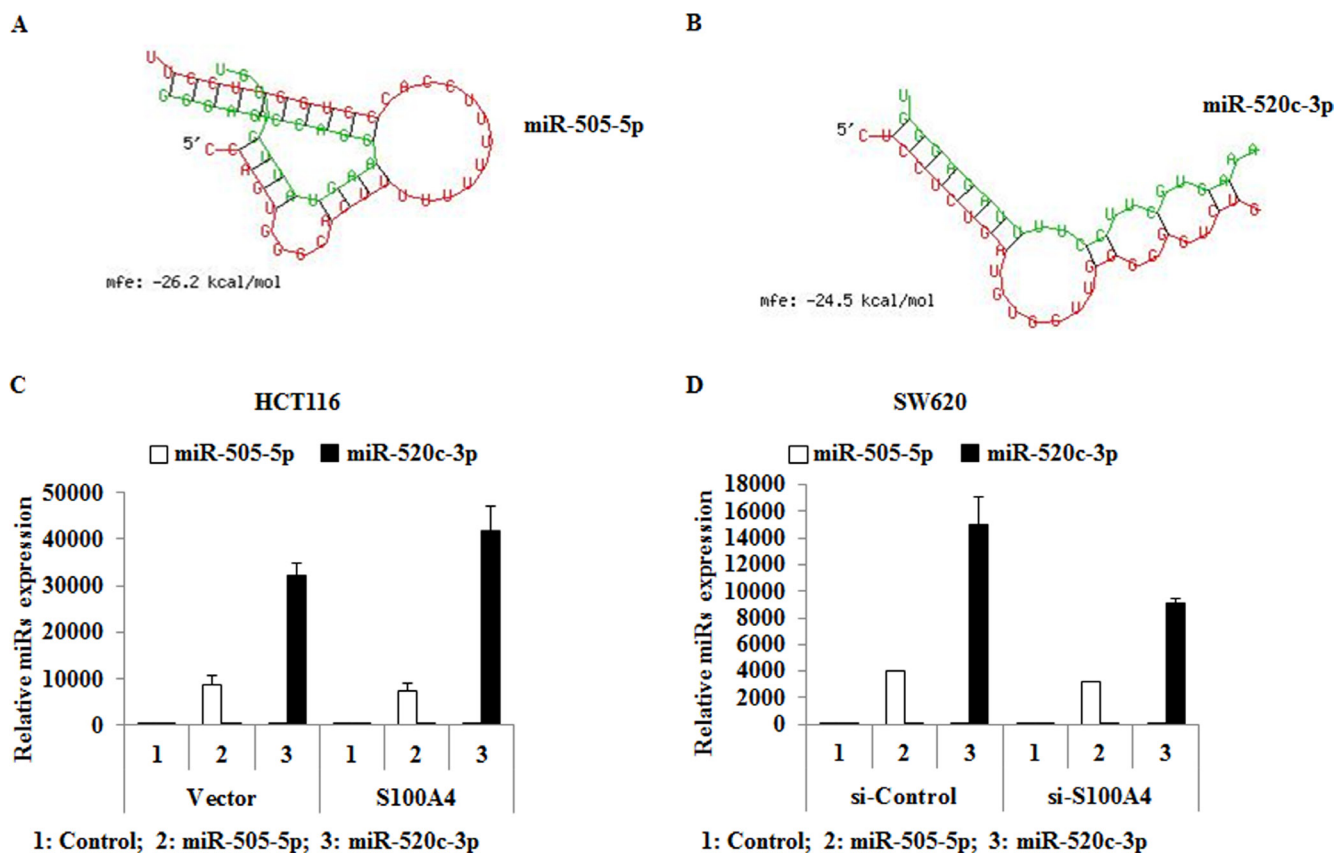 A
B
miR-505-5p
miR-520c-3p
5'
5'
mfe: -26.2 kcal/mol
mfe: -24.5 kcal/mol
C
D
HCT116
SW620
miR-505-5p miR-520c-3p
miR-505-5p miR-520c-3p
Relative miRs expression
50000
40000
30000
20000
10000
0
1 2 3 1 2 3
Vector S100A4
1: Control; 2: miR-505-5p; 3: miR-520c-3p
Relative miRs expression
18000
16000
14000
12000
10000
8000
6000
4000
2000
0
1 2 3 1 2 3
si-Control si-S100A4
1: Control; 2: miR-505-5p; 3: miR-520c-3p